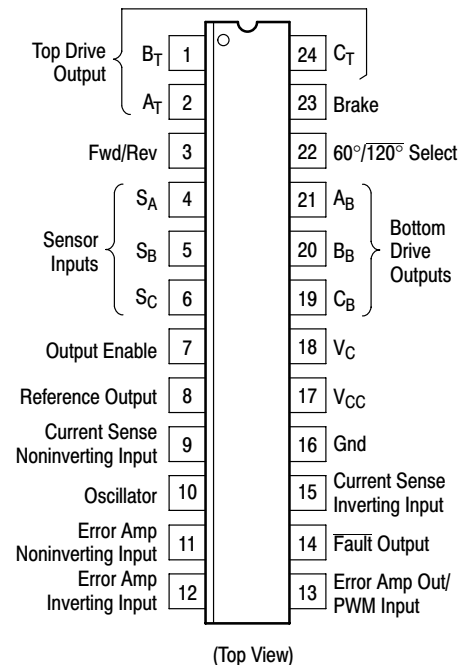 Top Drive
Output
B_T 1
A_T 2
Fwd/Rev 3
Sensor
Inputs
S_A 4
S_B 5
S_C 6
Output Enable 7
Reference Output 8
Current Sense
Noninverting Input 9
Oscillator 10
Error Amp
Noninverting Input 11
Error Amp
Inverting Input 12
24 C_T
23 Brake
22 60°/1̅2̅0̅°̅ Select
21 A_B
20 B_B
19 C_B
Bottom
Drive
Outputs
18 V_C
17 V_CC
16 Gnd
15 Current Sense
Inverting Input
14 F̅a̅u̅l̅t̅ Output
13 Error Amp Out/
PWM Input
(Top View)